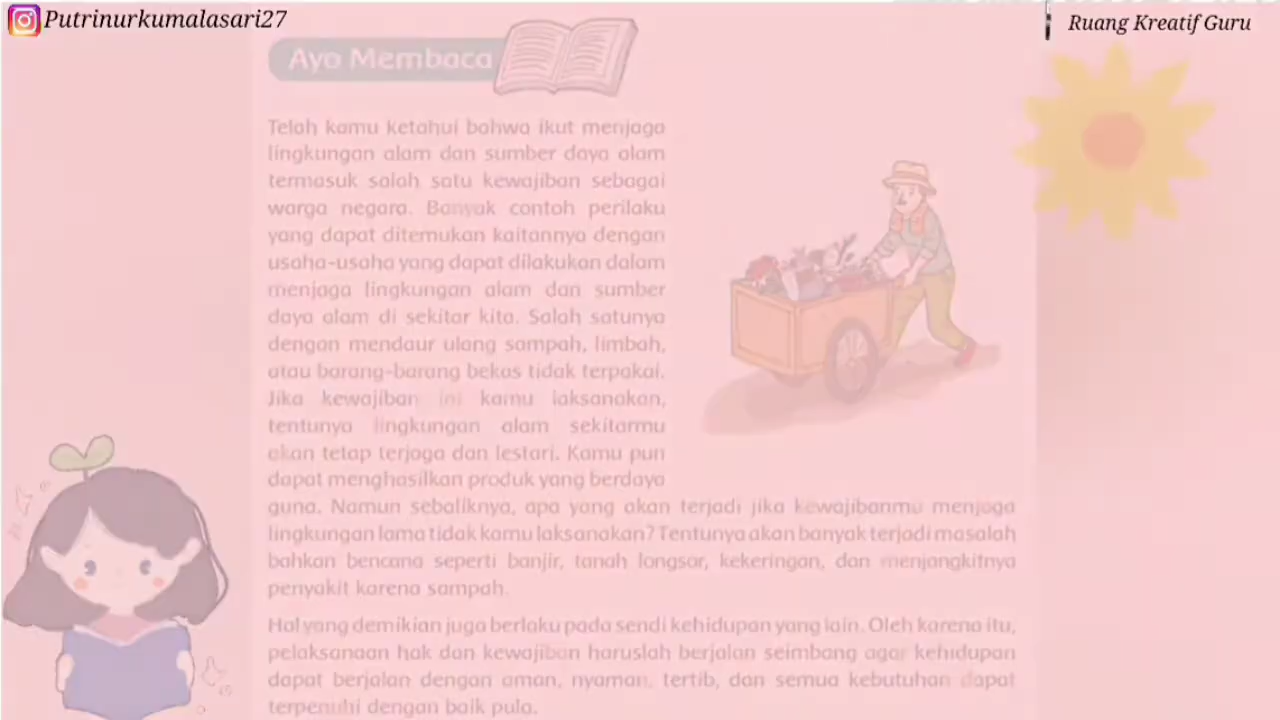 Putrinurkumalasari27
Ruang Kreatif Guru
Ayo Membaca
Telah kamu ketahui bahwa ikut menjaga
lingkungan alam dan sumber daya alam
termasuk salah satu kewajiban sebagai
warga negara. Banyak contoh perilaku
yang dapat ditemukan kaitannya dengan
usaha-usaha yang dapat dilakukan dalam
menjaga lingkungan alam dan sumber
daya alam di sekitar kita. Salah satunya
dengan mendaur ulang sampah, limbah,
atau barang-barang bekas tidak terpakai.
Jika kewajiban ini kamu laksanakan,
tentunya lingkungan alam sekitarmu
akan tetap terjaga dan lestari. Kamu pun
dapat menghasilkan produk yang berdaya
guna. Namun sebaliknya, apa yang akan terjadi jika kewajibanmu menjaga
lingkungan lama tidak kamu laksanakan? Tentunya akan banyak terjadi masalah
bahkan bencana seperti banjir, tanah longsor, kekeringan, dan menjangkitnya
penyakit karena sampah.
Hal yang demikian juga berlaku pada sendi kehidupan yang lain. Oleh karena itu,
pelaksanaan hak dan kewajiban haruslah berjalan seimbang agar kehidupan
dapat berjalan dengan aman, nyaman, tertib, dan semua kebutuhan dapat
terpenuhi dengan baik pula.